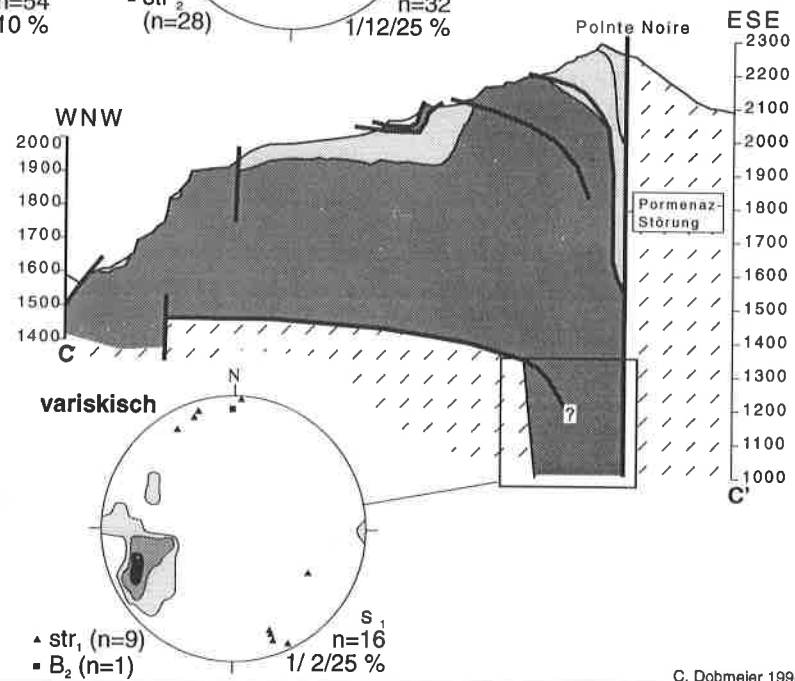 n=54
10 %
str₂
(n=28)
n=32
1/12/25 %
Pointe Noire
ESE
2300
2200
2100
2000
1900
1800
1700
1600
1500
1400
1300
1200
1100
1000
C'
WNW
2000
1900
1800
1700
1600
1500
1400
C
Pormenaz-
Störung
?
variskisch
N
▲ str₁ (n=9)
■ B₂ (n=1)
s₁
n=16
1/ 2/25 %
C. Dobmeier 199